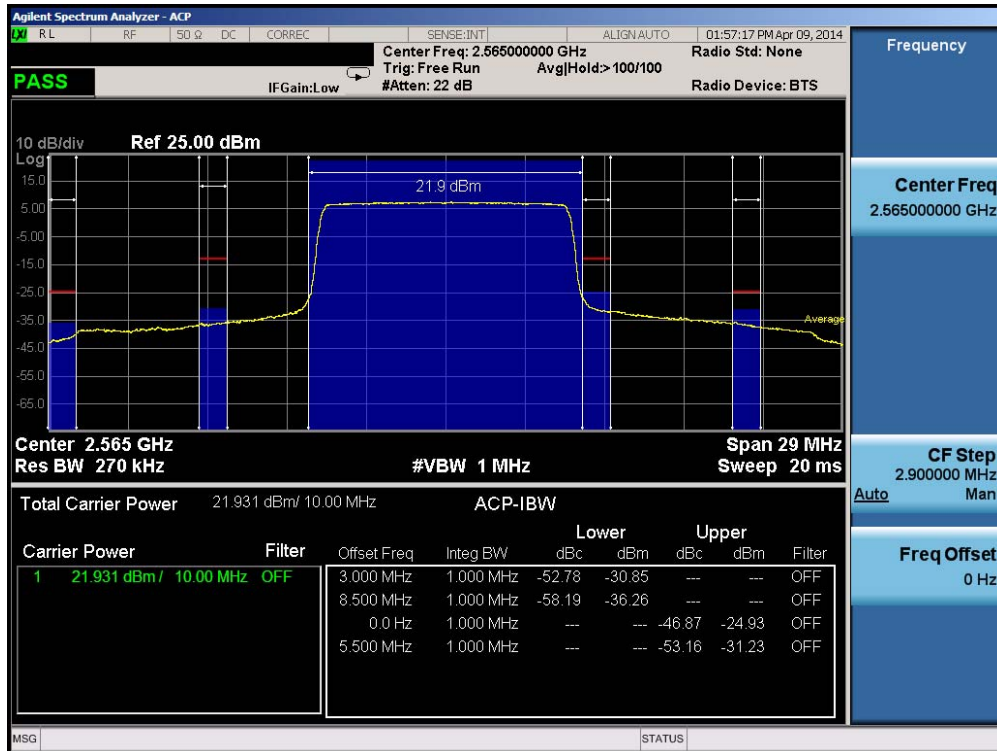 Agilent Spectrum Analyzer - ACP
LXI RL RF 50 Ω DC CORREC SENSE:INT ALIGN AUTO 01:57:17 PM Apr 09, 2014
Center Freq: 2.565000000 GHz Radio Std: None
Trig: Free Run Avg|Hold:> 100/100
PASS IFGain:Low #Atten: 22 dB Radio Device: BTS
10 dB/div Ref 25.00 dBm
Log
15.0
5.00
-5.00
-15.0
-25.0
-35.0
-45.0
-55.0
-65.0
21.9 dBm
Average
Center 2.565 GHz Span 29 MHz
Res BW 270 kHz #VBW 1 MHz Sweep 20 ms
Total Carrier Power 21.931 dBm/ 10.00 MHz ACP-IBW
Lower Upper
Carrier Power Filter Offset Freq Integ BW dBc dBm dBc dBm Filter
1 21.931 dBm / 10.00 MHz OFF 3.000 MHz 1.000 MHz -52.78 -30.85 --- --- OFF
8.500 MHz 1.000 MHz -58.19 -36.26 --- --- OFF
0.0 Hz 1.000 MHz --- --- -46.87 -24.93 OFF
5.500 MHz 1.000 MHz --- --- -53.16 -31.23 OFF
MSG STATUS
Frequency
Center Freq
2.565000000 GHz
CF Step
2.900000 MHz
Auto Man
Freq Offset
0 Hz